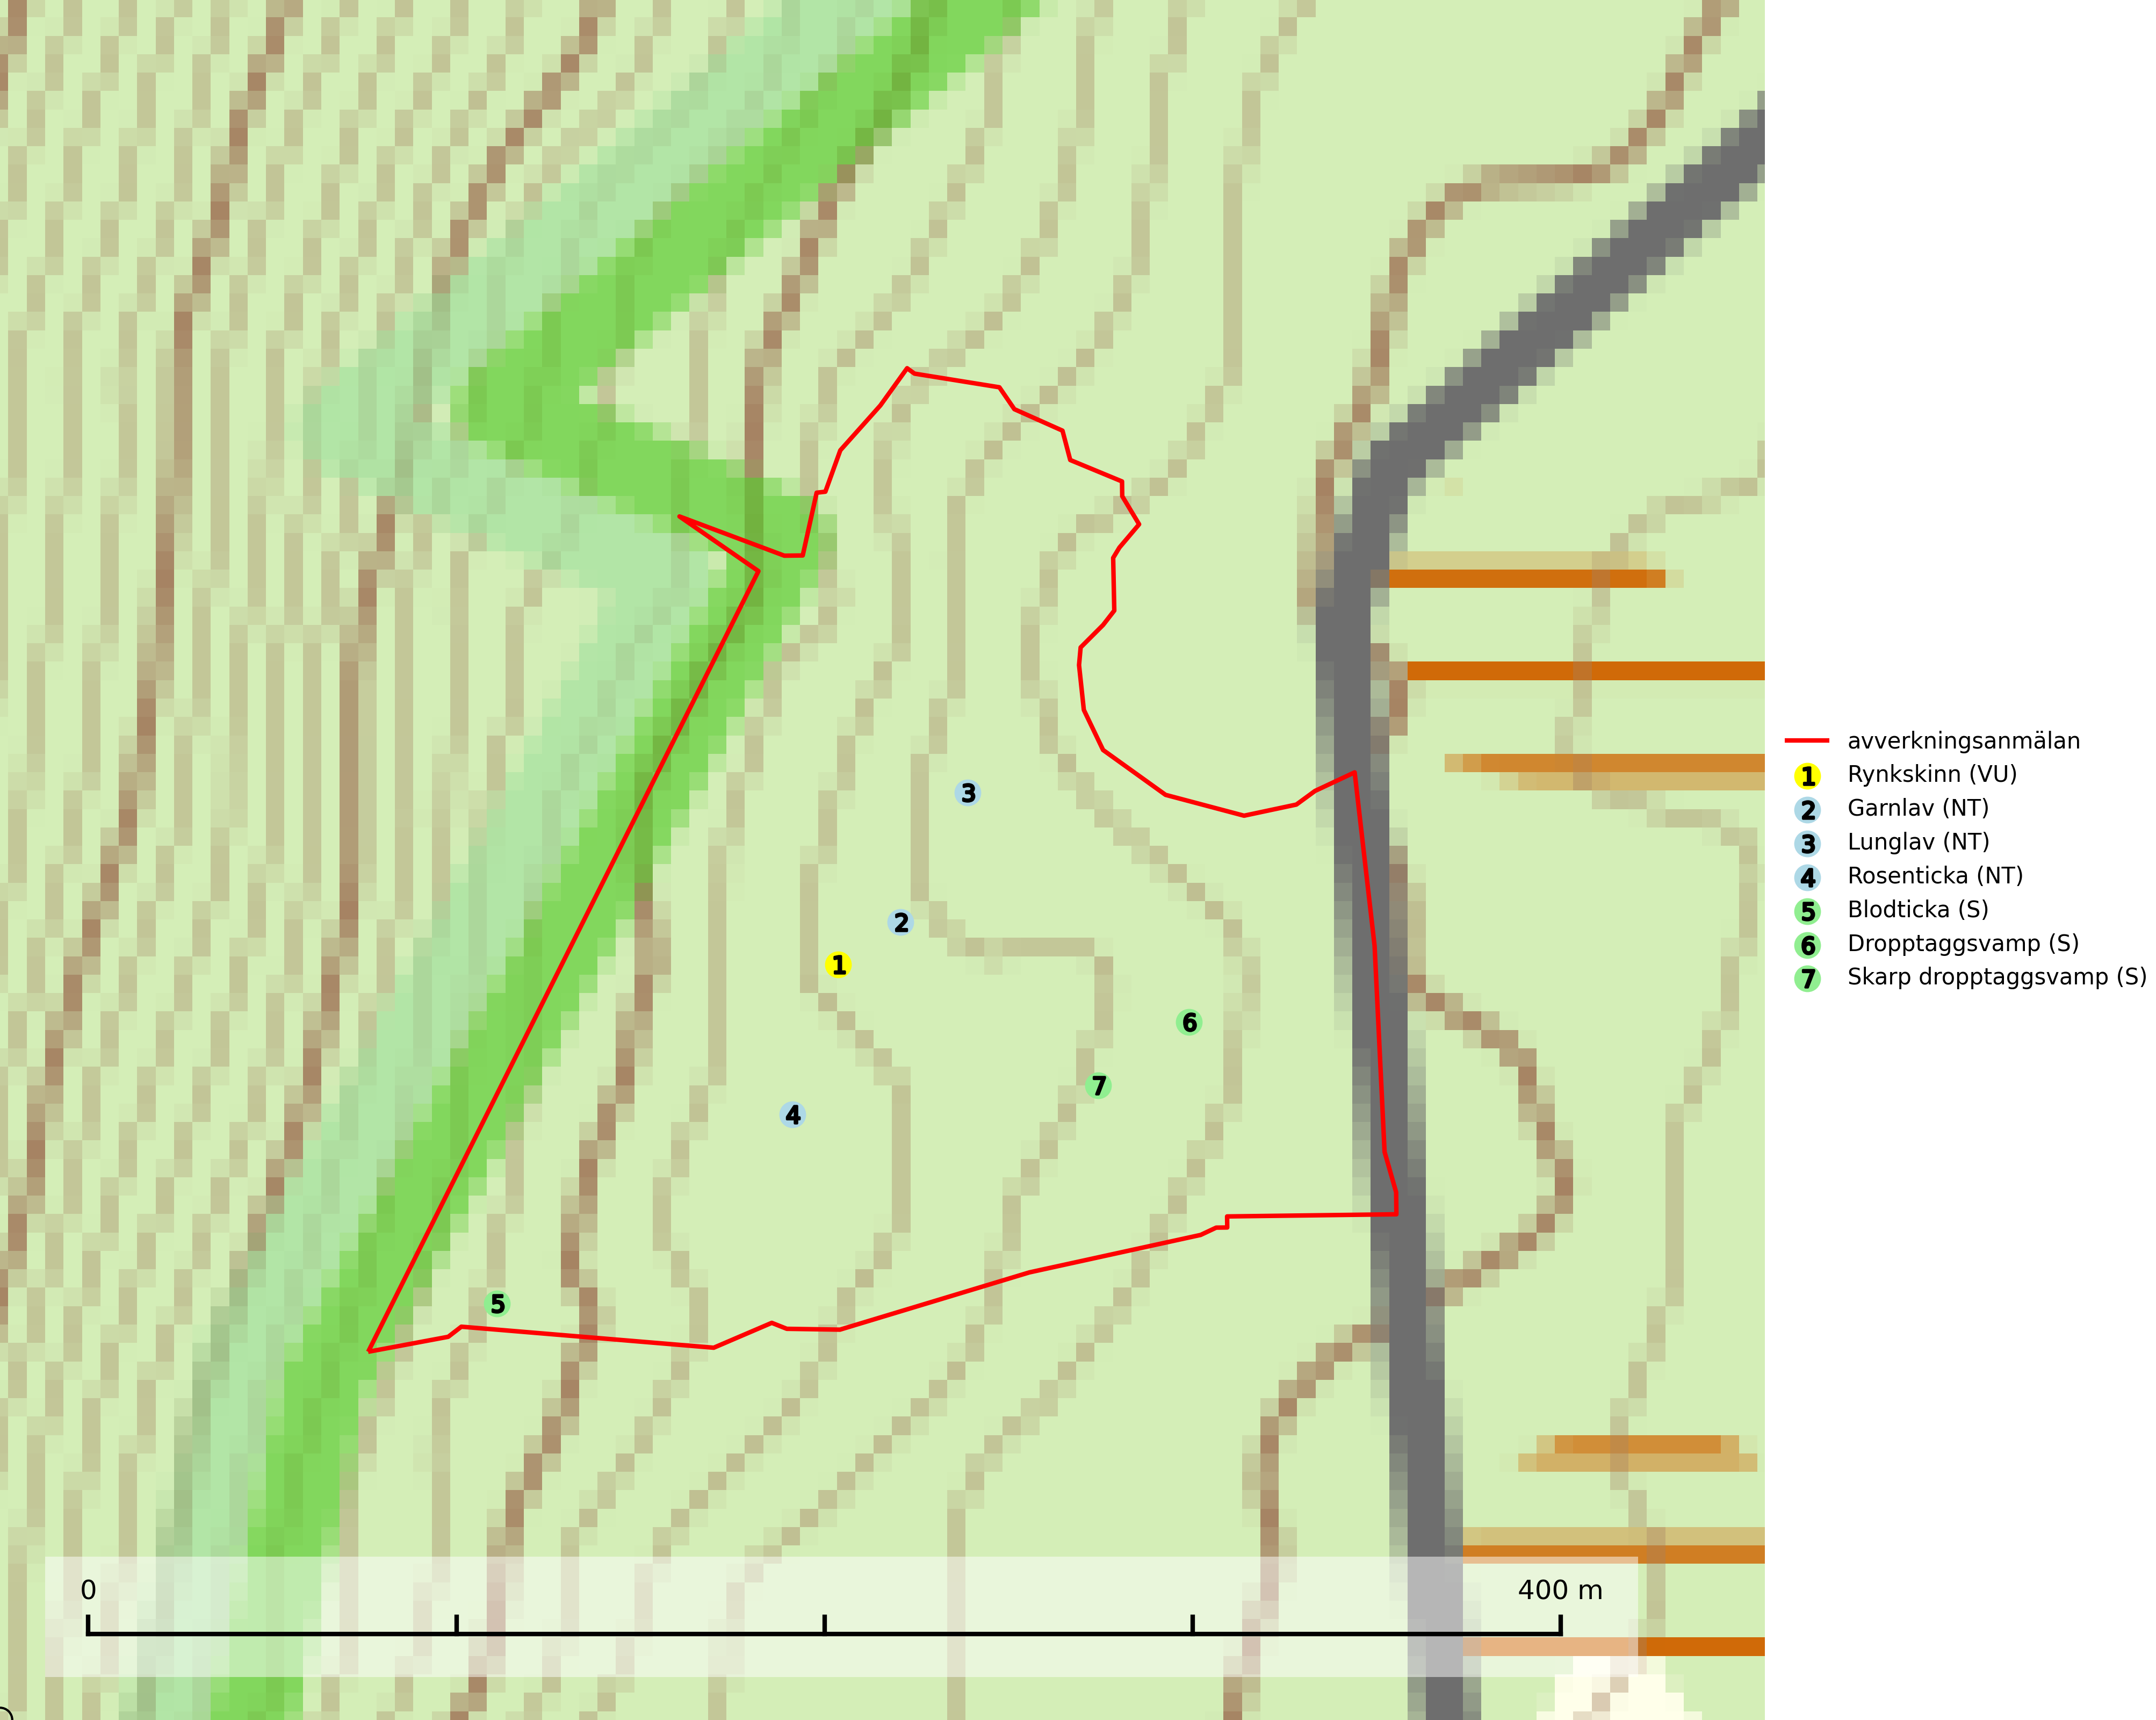 3
2
1
6
7
4
5
0
400 m
avverkningsanmälan
1 Rynkskinn (VU)
2 Garnlav (NT)
3 Lunglav (NT)
4 Rosenticka (NT)
5 Blodticka (S)
6 Dropptaggsvamp (S)
7 Skarp dropptaggsvamp (S)